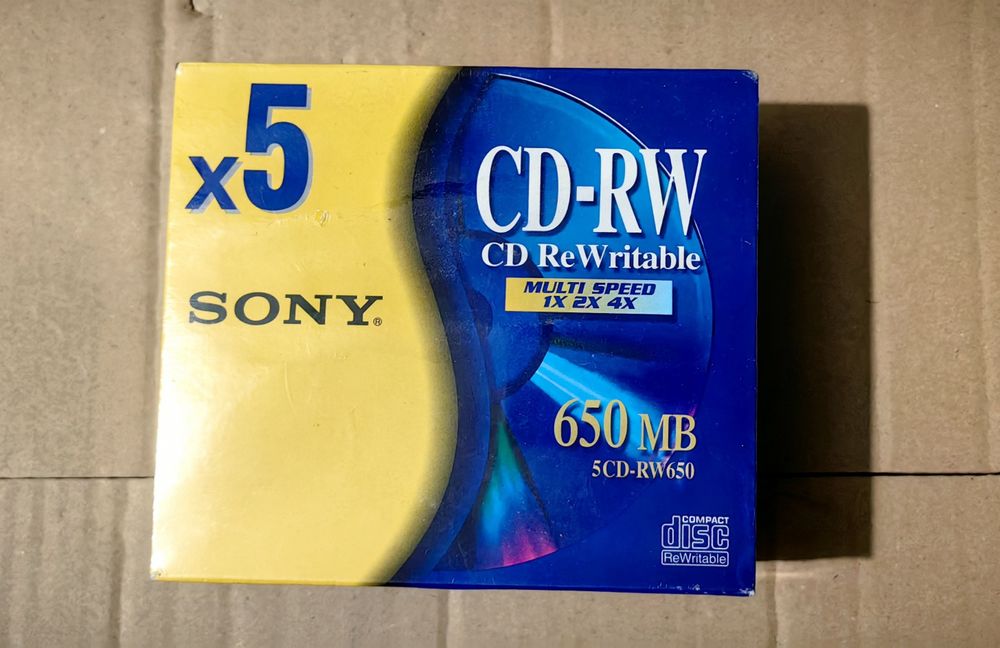 x5
SONY®
CD-RW
CD ReWritable
MULTI SPEED
1X 2X 4X
650 MB
5CD-RW650
COMPACT
disc
ReWritable